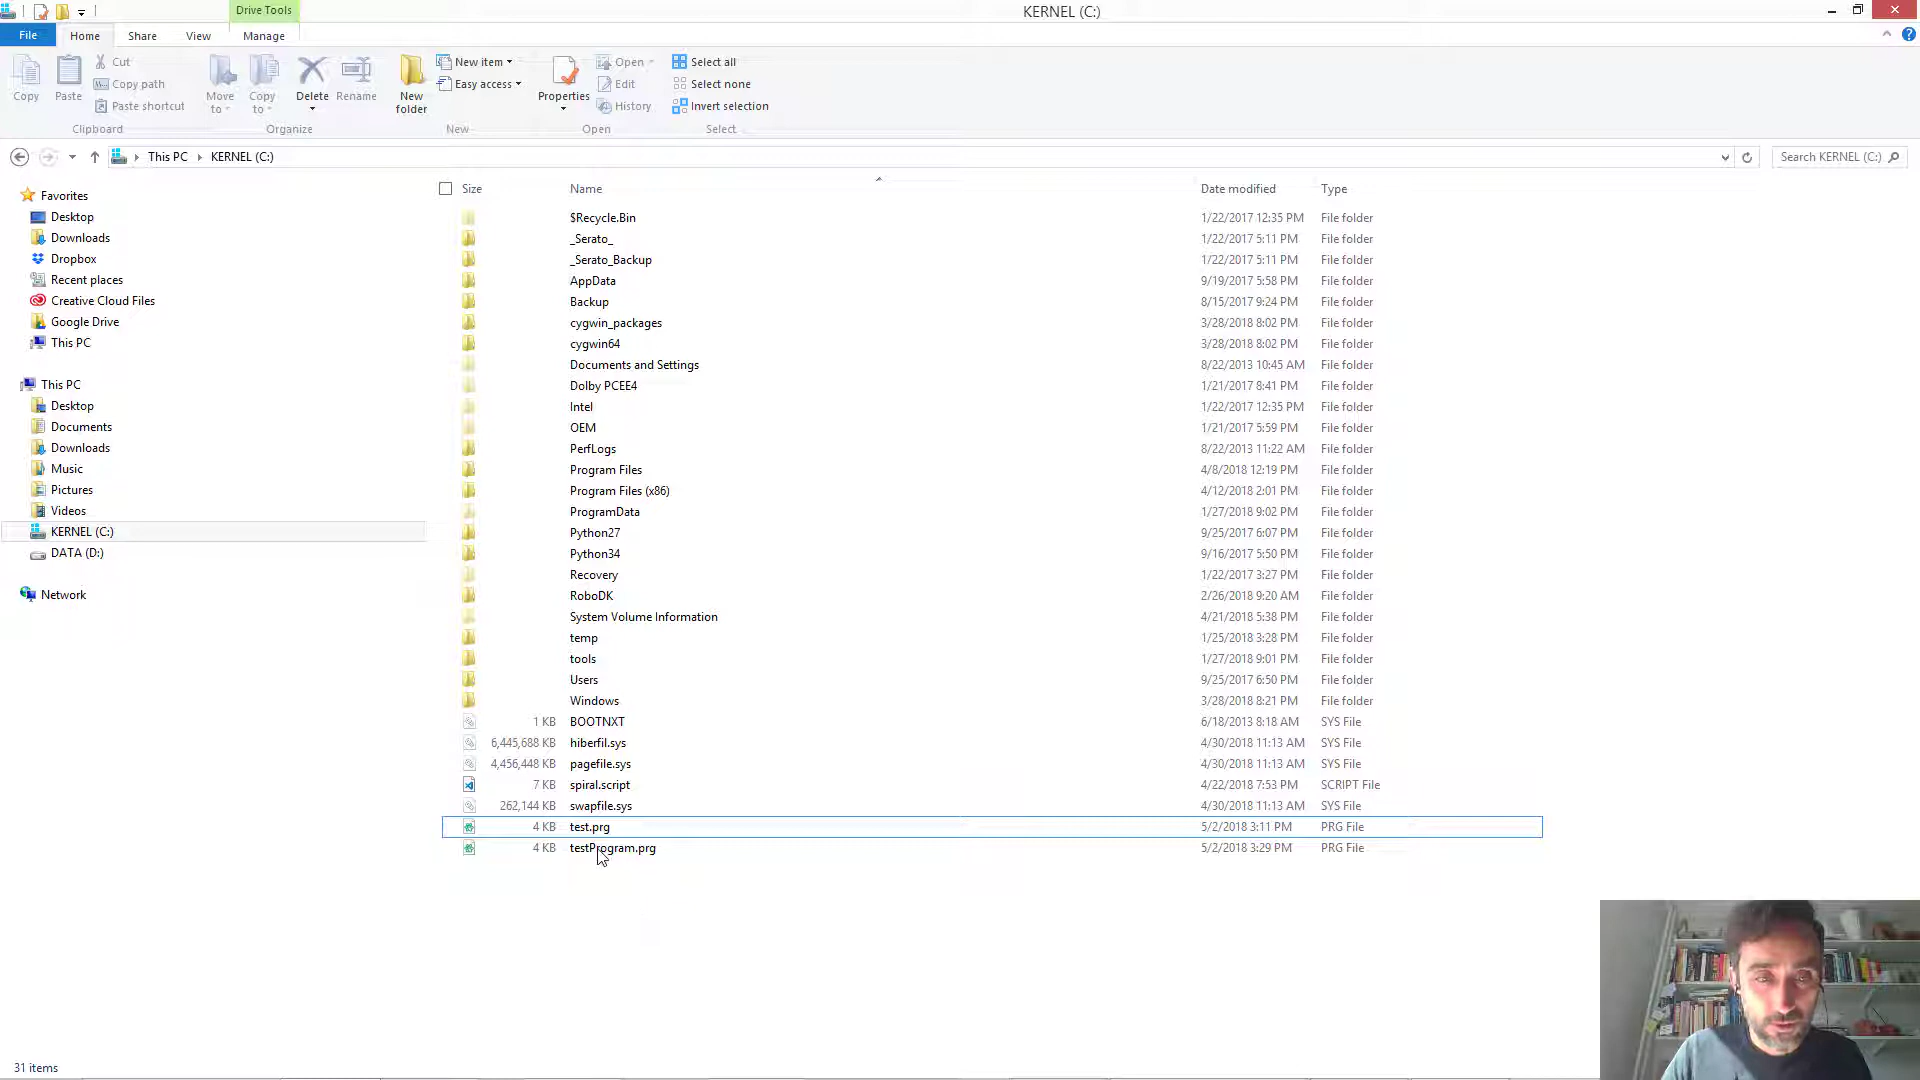 Drive Tools
KERNEL (C:)
File Home Share View Manage
Copy
Paste
Cut
Copy path
Paste shortcut
Clipboard
Move to
Copy to
Delete
Rename
Organize
New folder
New item
Easy access
New
Properties
Open
Edit
History
Open
Select all
Select none
Invert selection
Select
This PC KERNEL (C:)
Search KERNEL (C:)
Favorites
Desktop
Downloads
Dropbox
Recent places
Creative Cloud Files
Google Drive
This PC
This PC
Desktop
Documents
Downloads
Music
Pictures
Videos
KERNEL (C:)
DATA (D:)
Network
Size Name Date modified Type
$Recycle.Bin 1/22/2017 12:35 PM File folder
_Serato_ 1/22/2017 5:11 PM File folder
_Serato_Backup 1/22/2017 5:11 PM File folder
AppData 9/19/2017 5:58 PM File folder
Backup 8/15/2017 9:24 PM File folder
cygwin_packages 3/28/2018 8:02 PM File folder
cygwin64 3/28/2018 8:02 PM File folder
Documents and Settings 8/22/2013 10:45 AM File folder
Dolby PCEE4 1/21/2017 8:41 PM File folder
Intel 1/22/2017 12:35 PM File folder
OEM 1/21/2017 5:59 PM File folder
PerfLogs 8/22/2013 11:22 AM File folder
Program Files 4/8/2018 12:19 PM File folder
Program Files (x86) 4/12/2018 2:01 PM File folder
ProgramData 1/27/2018 9:02 PM File folder
Python27 9/25/2017 6:07 PM File folder
Python34 9/16/2017 5:50 PM File folder
Recovery 1/22/2017 3:27 PM File folder
RoboDK 2/26/2018 9:20 AM File folder
System Volume Information 4/21/2018 5:38 PM File folder
temp 1/25/2018 3:28 PM File folder
tools 1/27/2018 9:01 PM File folder
Users 9/25/2017 6:50 PM File folder
Windows 3/28/2018 8:21 PM File folder
1 KB BOOTNXT 6/18/2013 8:18 AM SYS File
6,445,688 KB hiberfil.sys 4/30/2018 11:13 AM SYS File
4,456,448 KB pagefile.sys 4/30/2018 11:13 AM SYS File
7 KB spiral.script 4/22/2018 7:53 PM SCRIPT File
262,144 KB swapfile.sys 4/30/2018 11:13 AM SYS File
4 KB test.prg 5/2/2018 3:11 PM PRG File
4 KB testProgram.prg 5/2/2018 3:29 PM PRG File
31 items